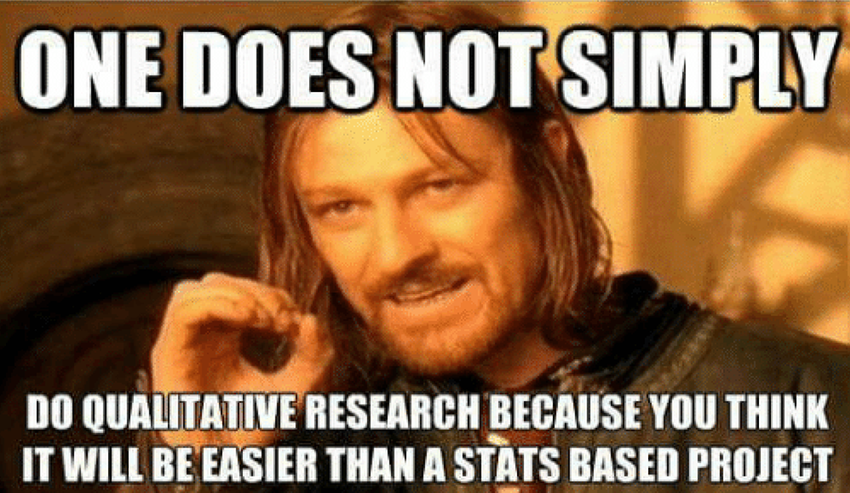 ONE DOES NOT SIMPLY
DO QUALITATIVE RESEARCH BECAUSE YOU THINK
IT WILL BE EASIER THAN A STATS BASED PROJECT